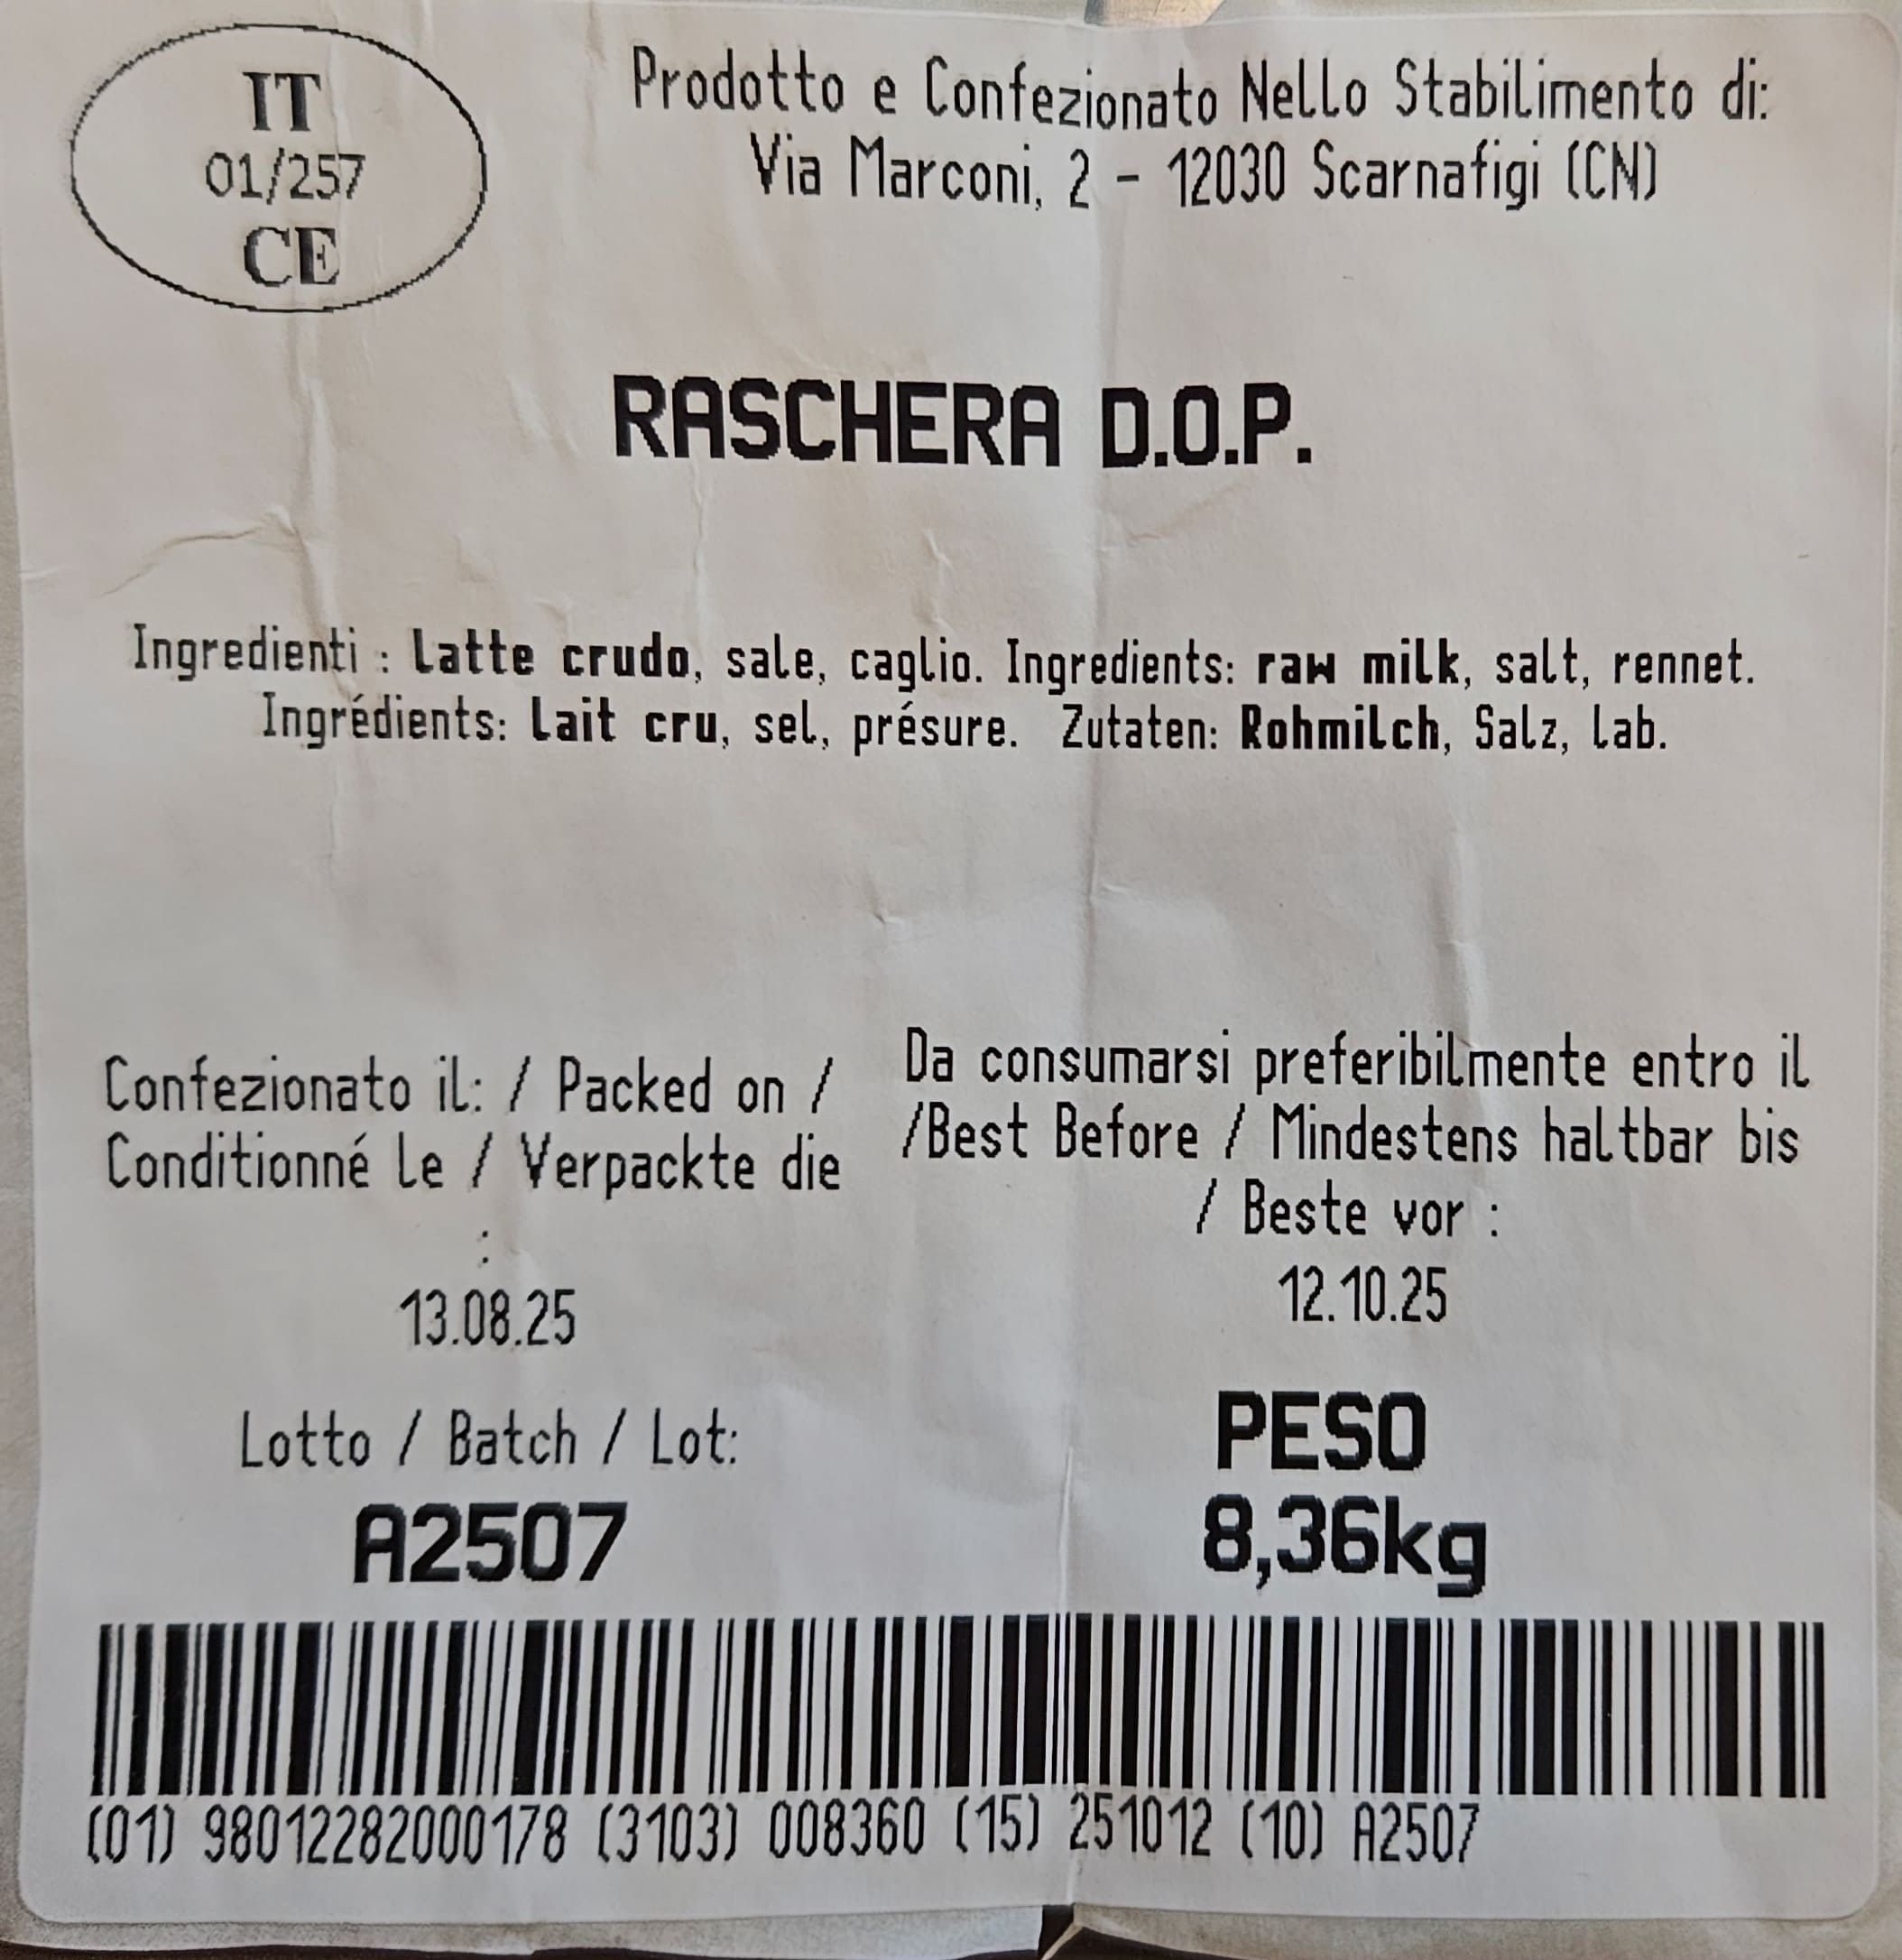 IT
01/257
CE
Prodotto e Confezionato Nello Stabilimento di:
Via Marconi, 2 - 12030 Scarnafigi (CN)
RASCHERA D.O.P.
Ingredienti : Latte crudo, sale, caglio. Ingredients: raw milk, salt, rennet.
Ingrédients: Lait cru, sel, présure. Zutaten: Rohmilch, Salz, Lab.
Confezionato il: / Packed on /
Conditionné le / Verpackte die
:
13.08.25
Da consumarsi preferibilmente entro il
/Best Before / Mindestens haltbar bis
/ Beste vor :
12.10.25
Lotto / Batch / Lot:
A2507
PESO
8,36kg
(01) 98012282000178 (3103) 008360 (15) 251012 (10) A2507